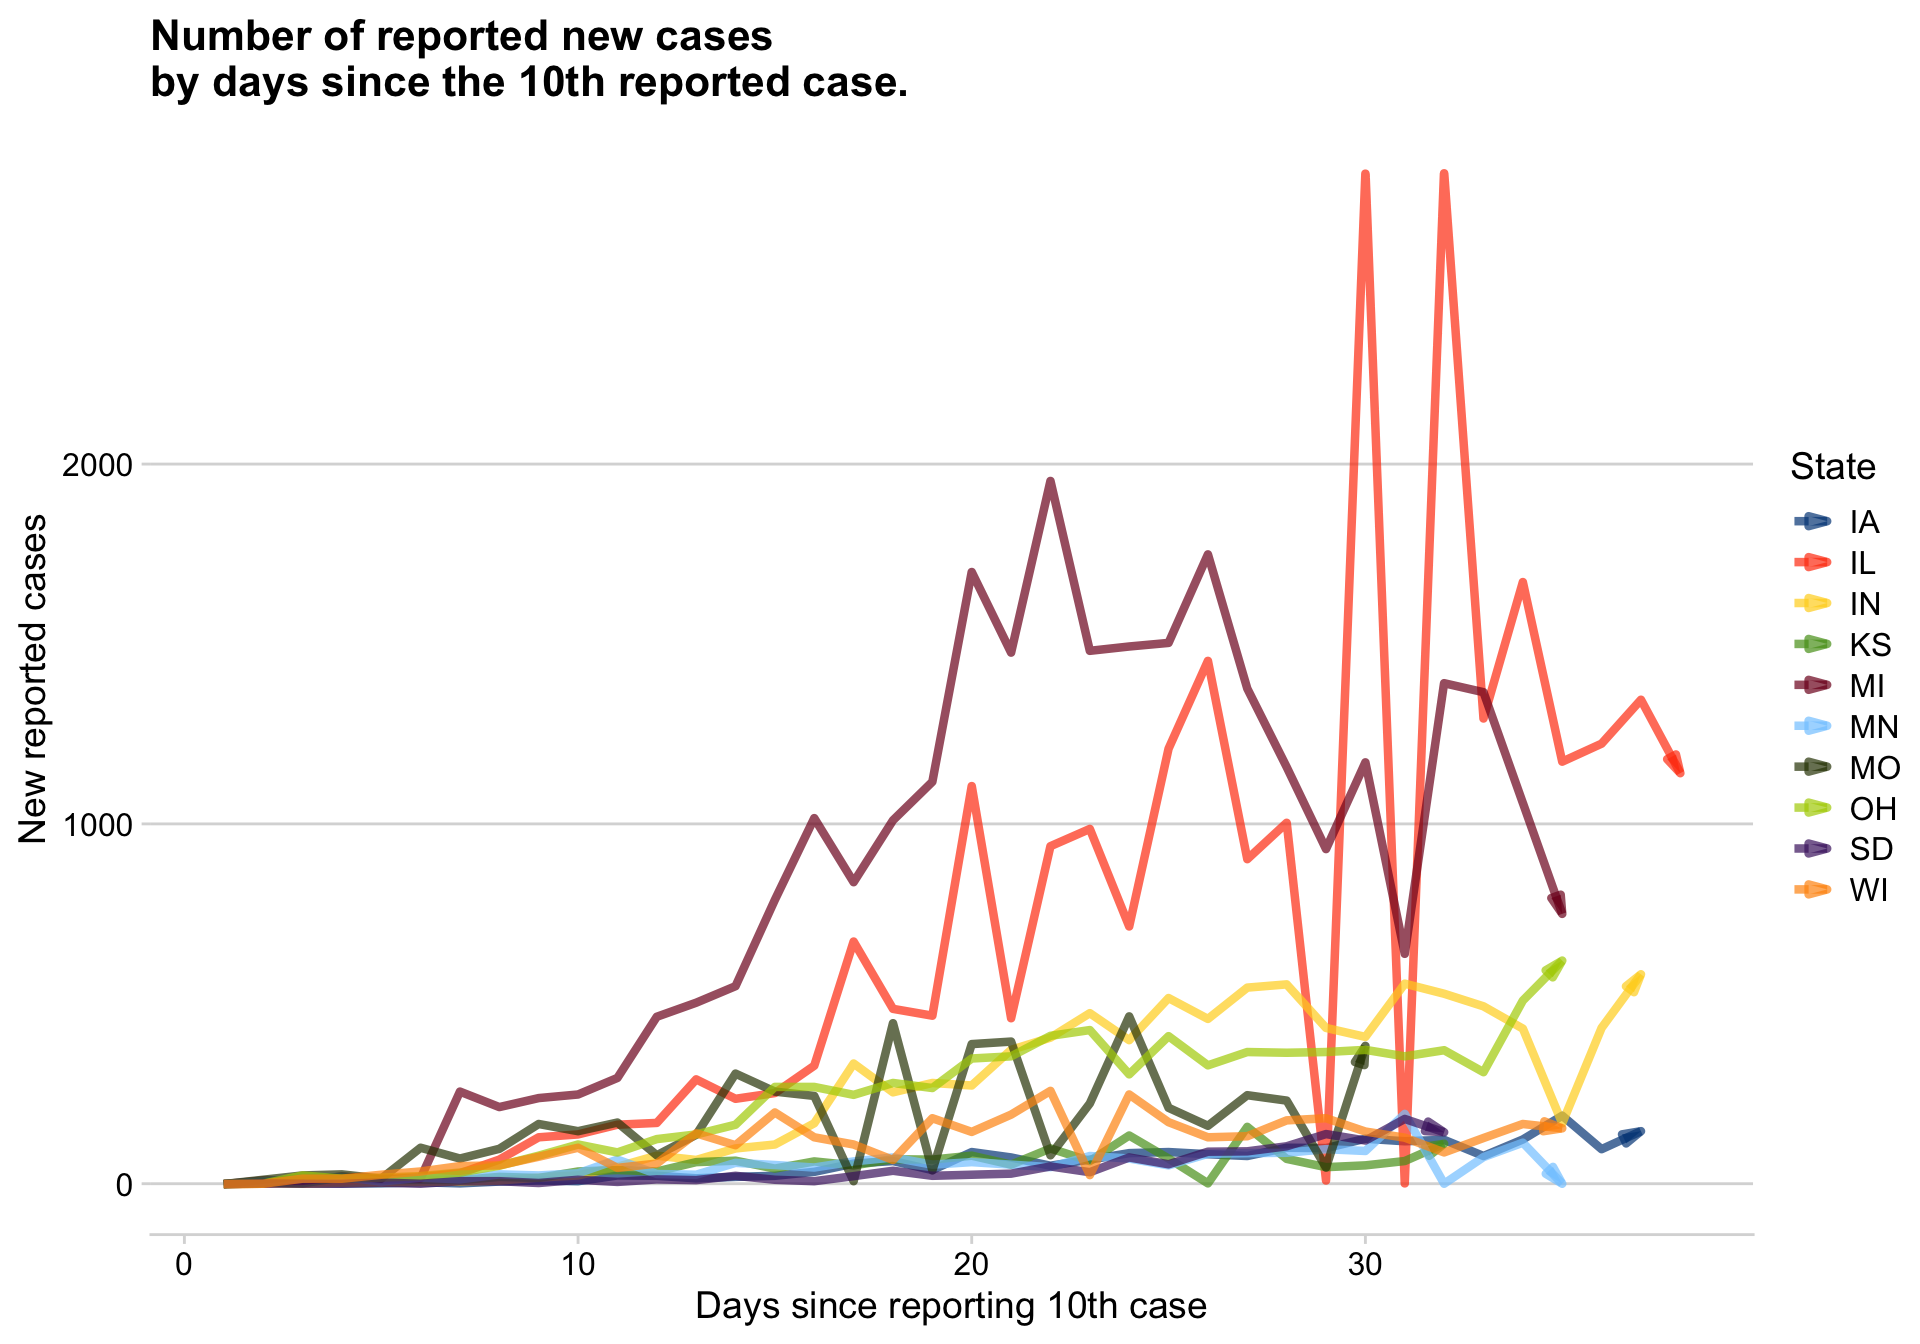 Number of reported new cases
by days since the 10th reported case.
New reported cases
2000
1000
0
0 10 20 30
Days since reporting 10th case
State
IA
IL
IN
KS
MI
MN
MO
OH
SD
WI